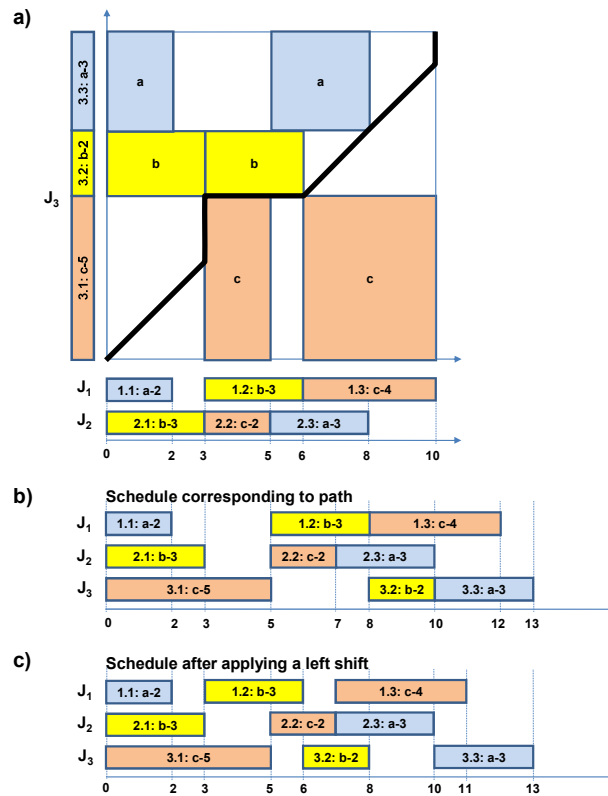 a)
3.3: a-3
a
a
3.2: b-2
b
b
J3
3.1: c-5
c
c
J1
1.1: a-2
1.2: b-3
1.3: c-4
J2
2.1: b-3
2.2: c-2
2.3: a-3
0 2 3 5 6 8 10
b)
Schedule corresponding to path
J1
1.1: a-2
1.2: b-3
1.3: c-4
J2
2.1: b-3
2.2: c-2
2.3: a-3
J3
3.1: c-5
3.2: b-2
3.3: a-3
0 2 3 5 7 8 10 12 13
c)
Schedule after applying a left shift
J1
1.1: a-2
1.2: b-3
1.3: c-4
J2
2.1: b-3
2.2: c-2
2.3: a-3
J3
3.1: c-5
3.2: b-2
3.3: a-3
0 2 3 5 6 8 10 11 13